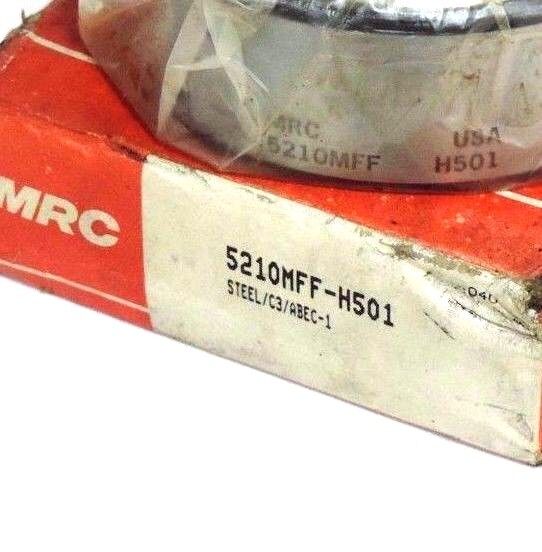 MRC USA
5210MFF H501
MRC
5210MFF-H501
STEEL/C3/ABEC-1